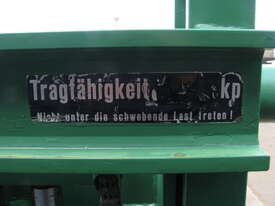 Tragfähigkeit kp
Nicht unter die schwebende Last treten!